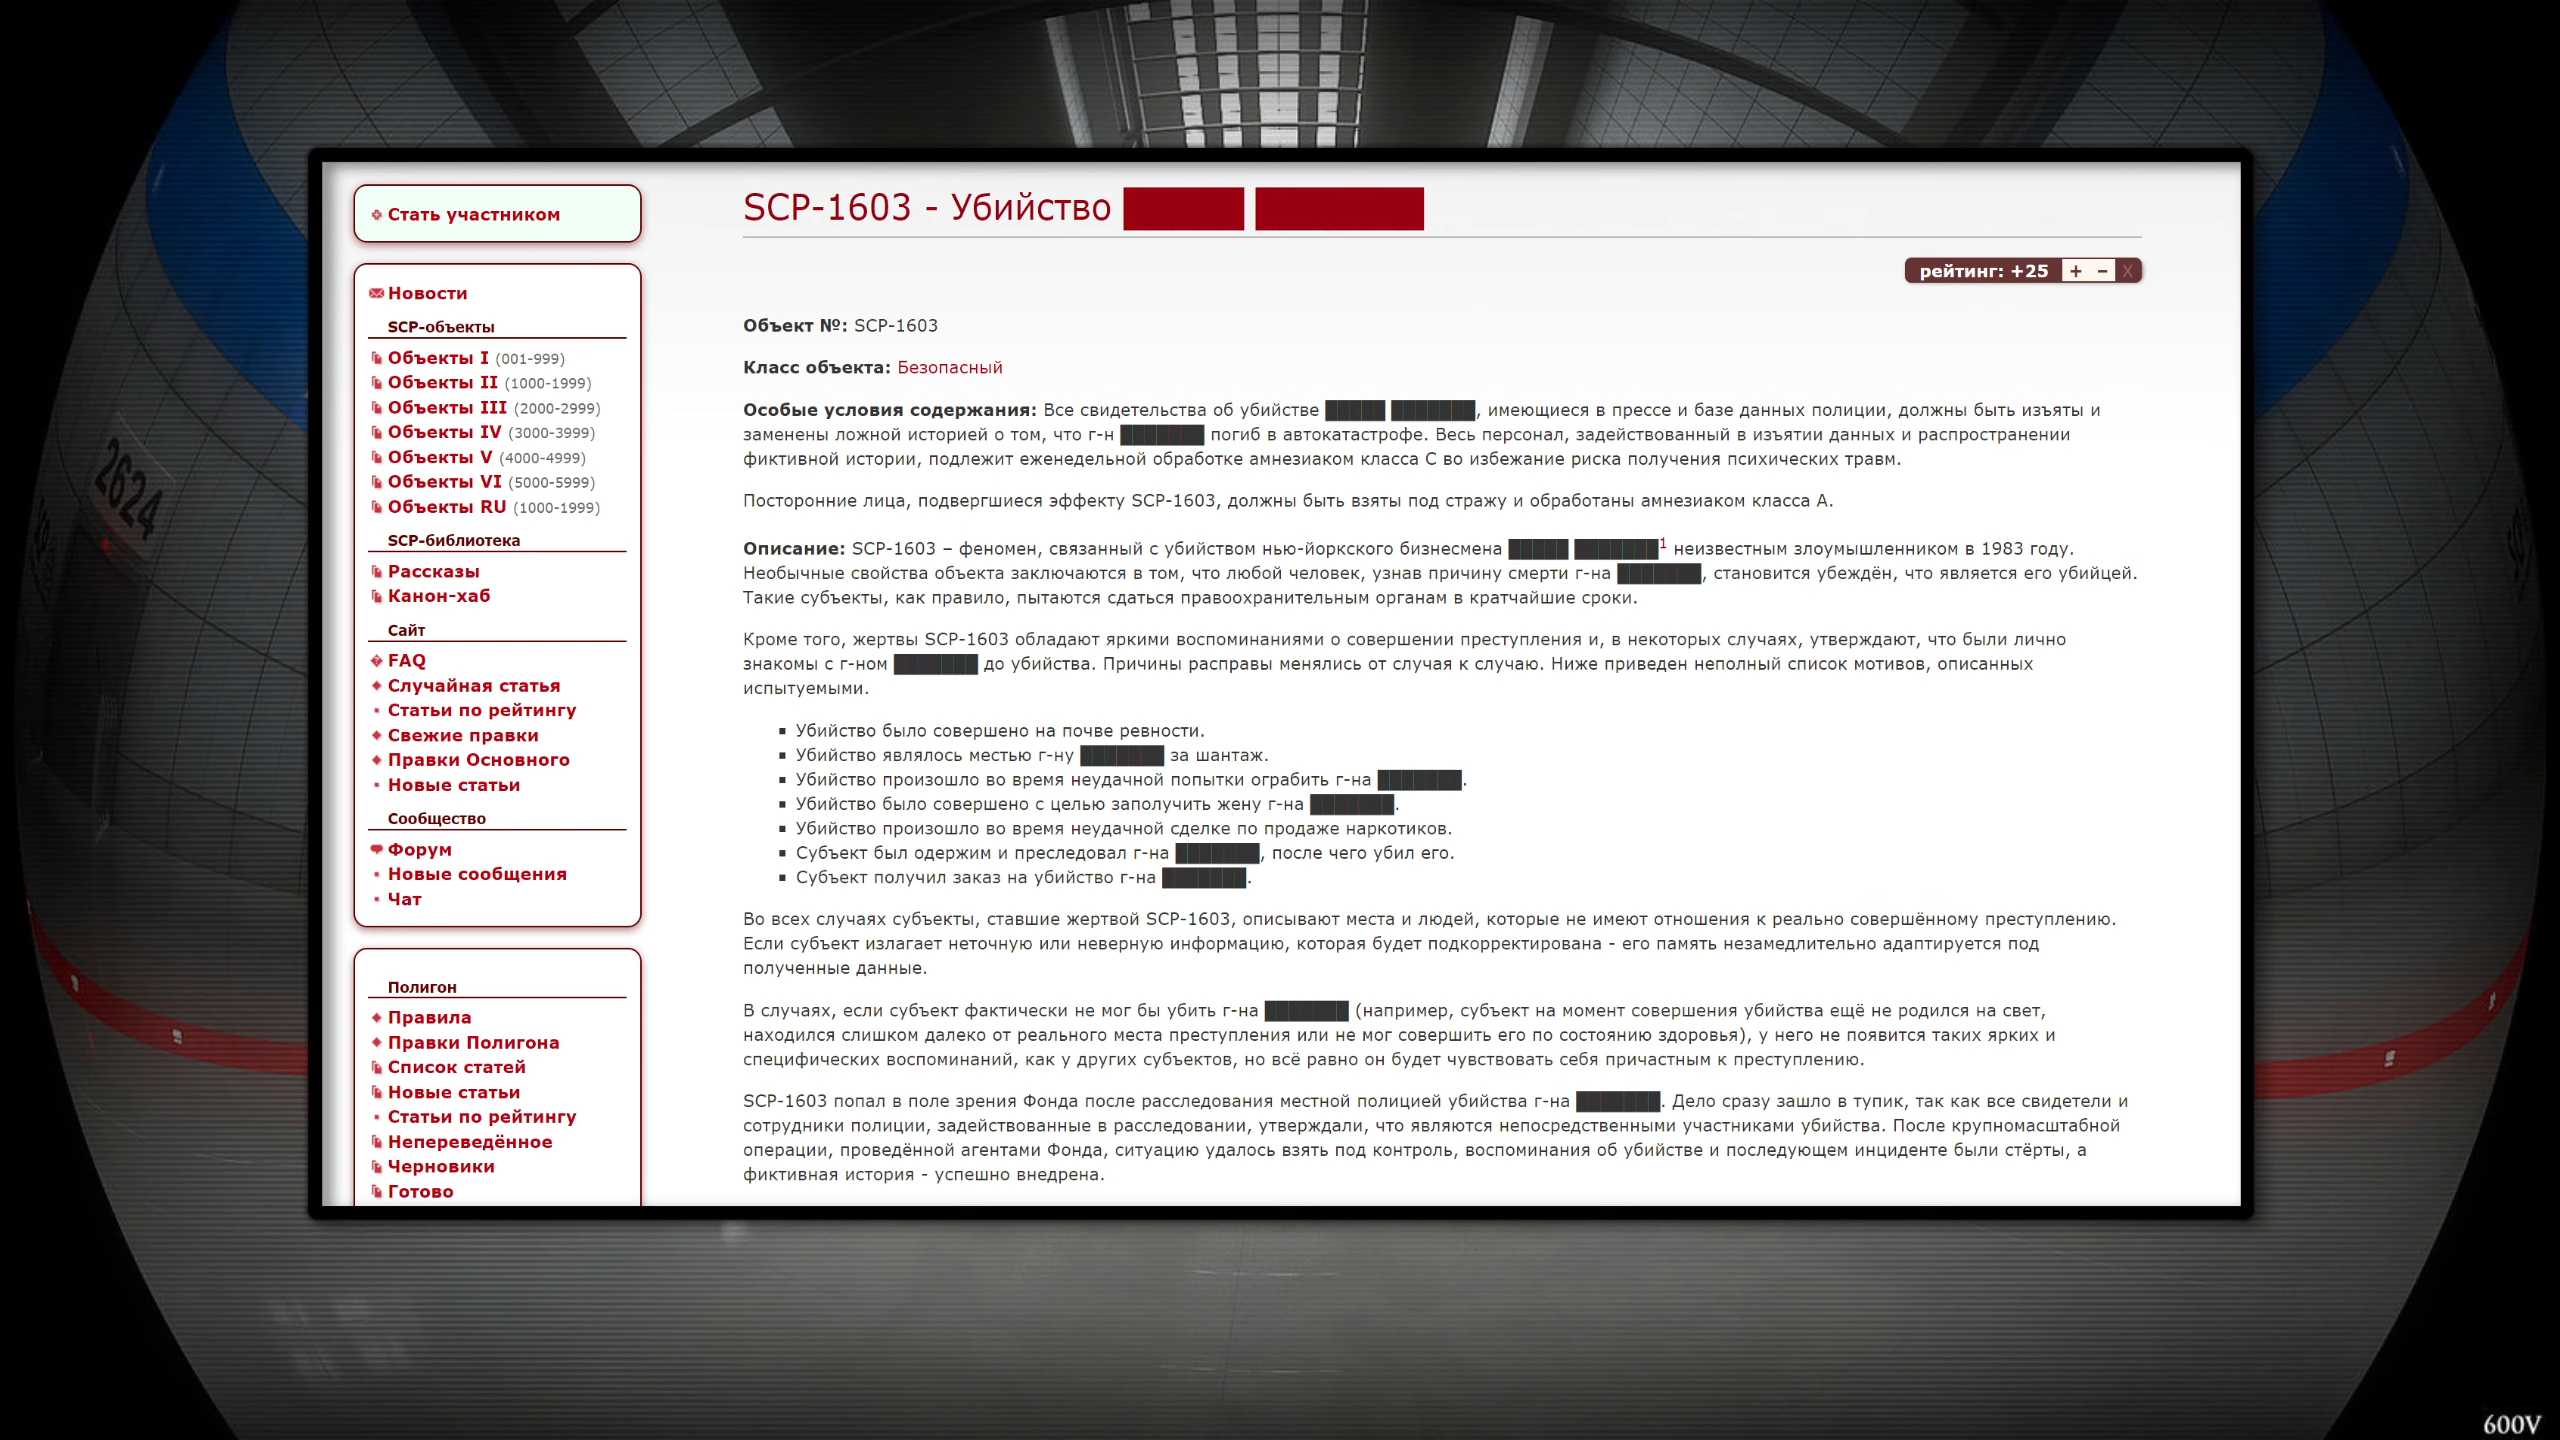 Стать участником
Новости
SCP-объекты
Объекты I (001-999)
Объекты II (1000-1999)
Объекты III (2000-2999)
Объекты IV (3000-3999)
Объекты V (4000-4999)
Объекты VI (5000-5999)
Объекты RU (1000-1999)
SCP-библиотека
Рассказы
Канон-хаб
Сайт
FAQ
Случайная статья
Статьи по рейтингу
Свежие правки
Правки Основного
Новые статьи
Сообщество
Форум
Новые сообщения
Чат
Полигон
Правила
Правки Полигона
Список статей
Новые статьи
Статьи по рейтингу
Непереведённое
Черновики
Готово
SCP-1603 - Убийство █████ ███████
рейтинг: +25 + – X
Объект №: SCP-1603
Класс объекта: Безопасный
Особые условия содержания: Все свидетельства об убийстве █████ ███████, имеющиеся в прессе и базе данных полиции, должны быть изъяты и
заменены ложной историей о том, что г-н ███████ погиб в автокатастрофе. Весь персонал, задействованный в изъятии данных и распространении
фиктивной истории, подлежит еженедельной обработке амнезиаком класса C во избежание риска получения психических травм.
Посторонние лица, подвергшиеся эффекту SCP-1603, должны быть взяты под стражу и обработаны амнезиаком класса А.
Описание: SCP-1603 – феномен, связанный с убийством нью-йоркского бизнесмена █████ ███████1 неизвестным злоумышленником в 1983 году.
Необычные свойства объекта заключаются в том, что любой человек, узнав причину смерти г-на ███████, становится убеждён, что является его убийцей.
Такие субъекты, как правило, пытаются сдаться правоохранительным органам в кратчайшие сроки.
Кроме того, жертвы SCP-1603 обладают яркими воспоминаниями о совершении преступления и, в некоторых случаях, утверждают, что были лично
знакомы с г-ном ███████ до убийства. Причины расправы менялись от случая к случаю. Ниже приведен неполный список мотивов, описанных
испытуемыми.
Убийство было совершено на почве ревности.
Убийство являлось местью г-ну ███████ за шантаж.
Убийство произошло во время неудачной попытки ограбить г-на ███████.
Убийство было совершено с целью заполучить жену г-на ███████.
Убийство произошло во время неудачной сделке по продаже наркотиков.
Субъект был одержим и преследовал г-на ███████, после чего убил его.
Субъект получил заказ на убийство г-на ███████.
Во всех случаях субъекты, ставшие жертвой SCP-1603, описывают места и людей, которые не имеют отношения к реально совершённому преступлению.
Если субъект излагает неточную или неверную информацию, которая будет подкорректирована - его память незамедлительно адаптируется под
полученные данные.
В случаях, если субъект фактически не мог бы убить г-на ███████ (например, субъект на момент совершения убийства ещё не родился на свет,
находился слишком далеко от реального места преступления или не мог совершить его по состоянию здоровья), у него не появится таких ярких и
специфических воспоминаний, как у других субъектов, но всё равно он будет чувствовать себя причастным к преступлению.
SCP-1603 попал в поле зрения Фонда после расследования местной полицией убийства г-на ███████. Дело сразу зашло в тупик, так как все свидетели и
сотрудники полиции, задействованные в расследовании, утверждали, что являются непосредственными участниками убийства. После крупномасштабной
операции, проведённой агентами Фонда, ситуацию удалось взять под контроль, воспоминания об убийстве и последующем инциденте были стёрты, а
фиктивная история - успешно внедрена.
2624
600V